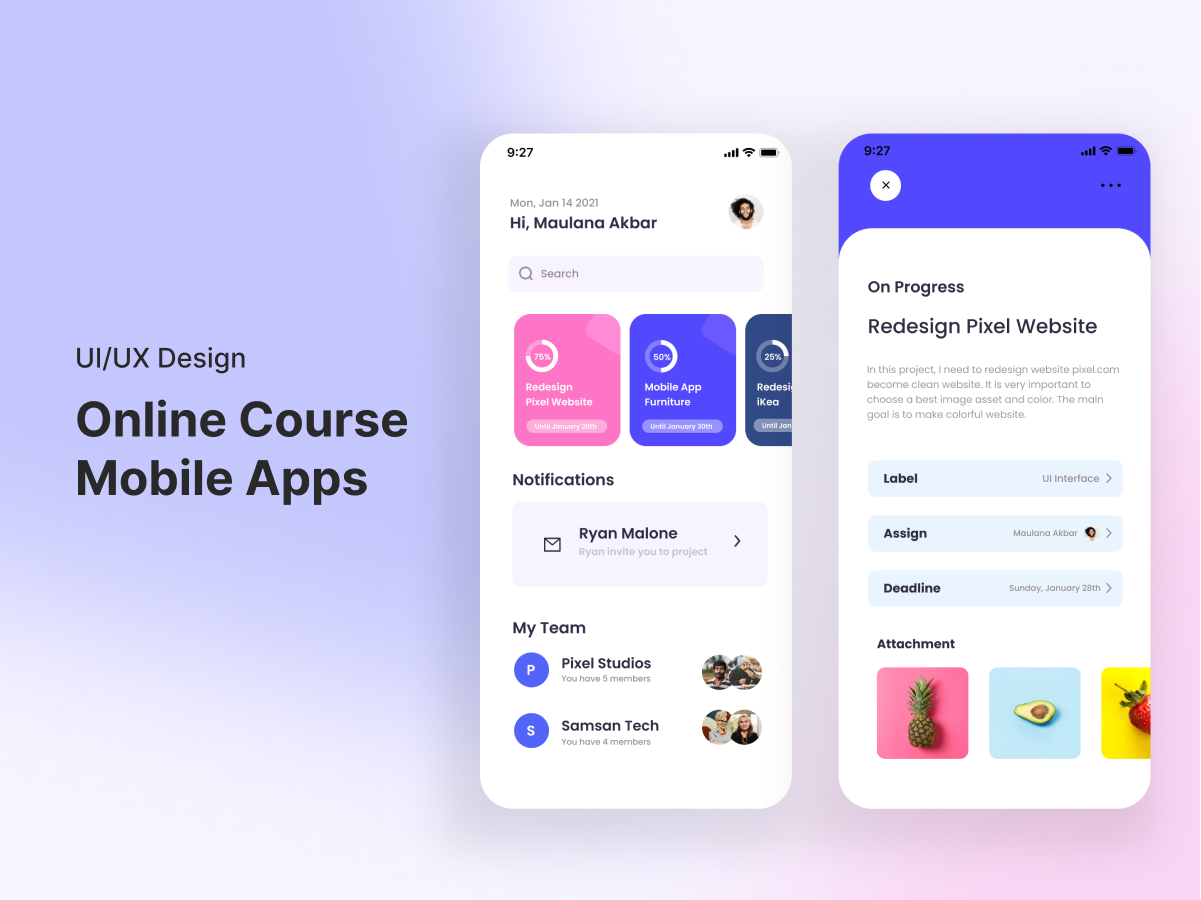 UI/UX Design
Online Course
Mobile Apps
9:27
Mon, Jan 14 2021
Hi, Maulana Akbar
Search
75%
Redesign
Pixel Website
Until January 20th
50%
Mobile App
Furniture
Until January 30th
25%
iKea
Until
Notifications
Ryan Malone
Ryan invite you to project
My Team
P
Pixel Studios
You have 5 members
S
Samsan Tech
You have 4 members
9:27
On Progress
Redesign Pixel Website
In this project, I need to redesign website pixel.com
become clean website. It is very important to
choose a best image asset and color. The main
goal is to make colorful website.
Label
UI Interface
Assign
Maulana Akbar
Deadline
Sunday, January 28th
Attachment